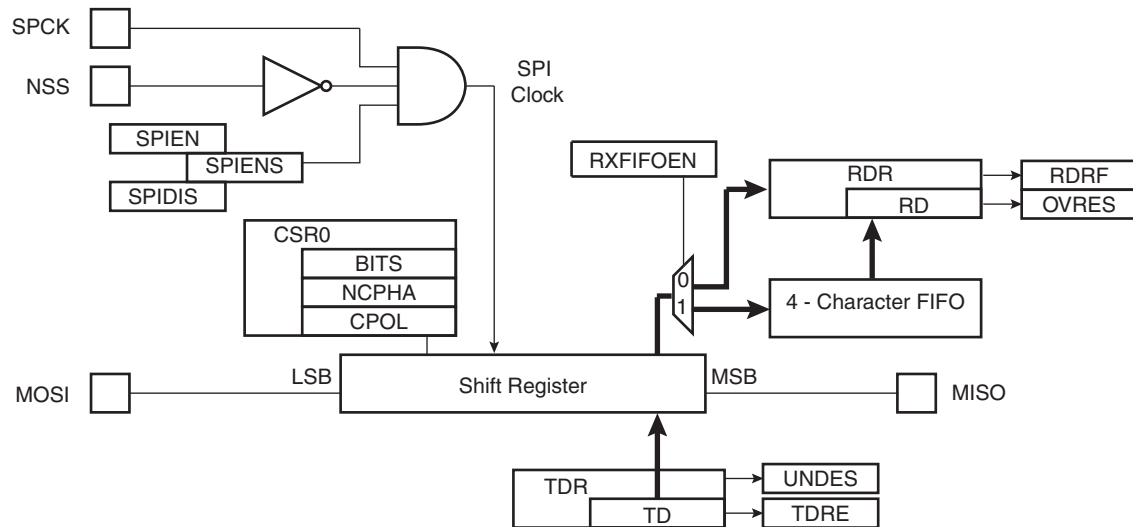 SPCK
NSS
SPI
Clock
SPIEN
SPIENS
SPIDIS
RXFIFOEN
RDR
RD
RDRF
OVRES
CSR0
BITS
NCPHA
CPOL
0
1
4 - Character FIFO
MOSI
LSB
Shift Register
MSB
MISO
TDR
TD
UNDES
TDRE